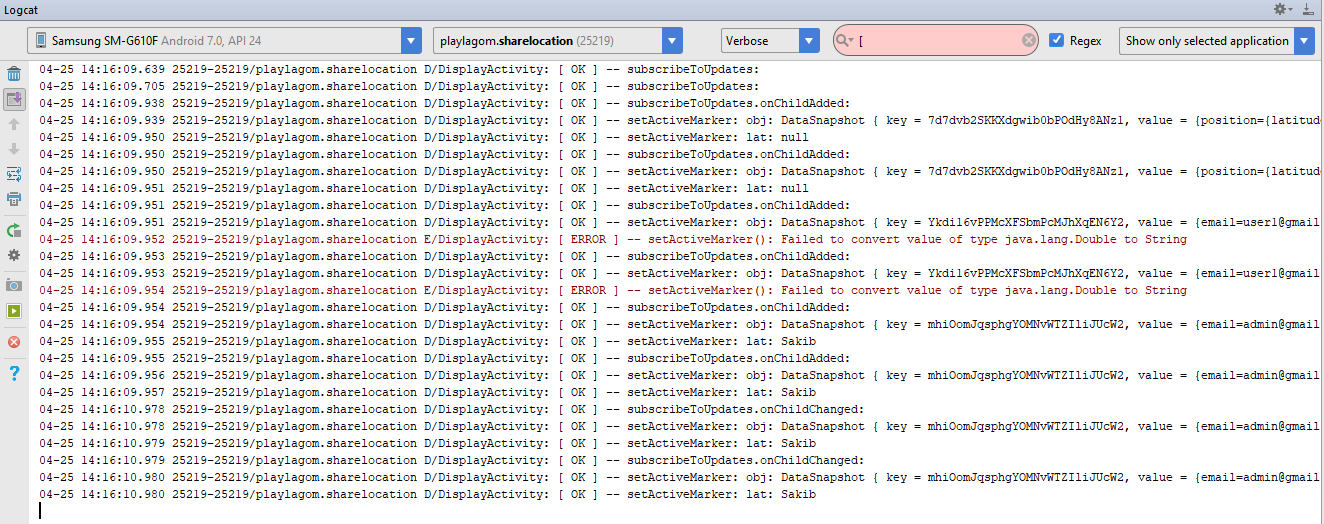 Logcat
Samsung SM-G610F Android 7.0, API 24
playlagom.sharelocation (25219)
Verbose
[
Regex
Show only selected application
04-25 14:16:09.639 25219-25219/playlagom.sharelocation D/DisplayActivity: [ OK ] -- subscribeToUpdates:
04-25 14:16:09.705 25219-25219/playlagom.sharelocation D/DisplayActivity: [ OK ] -- subscribeToUpdates:
04-25 14:16:09.938 25219-25219/playlagom.sharelocation D/DisplayActivity: [ OK ] -- subscribeToUpdates.onChildAdded:
04-25 14:16:09.939 25219-25219/playlagom.sharelocation D/DisplayActivity: [ OK ] -- setActiveMarker: obj: DataSnapshot { key = 7d7dvb2SKKXdgwib0bPOdHy8ANz1, value = {position={latitud
04-25 14:16:09.950 25219-25219/playlagom.sharelocation D/DisplayActivity: [ OK ] -- setActiveMarker: lat: null
04-25 14:16:09.950 25219-25219/playlagom.sharelocation D/DisplayActivity: [ OK ] -- subscribeToUpdates.onChildAdded:
04-25 14:16:09.950 25219-25219/playlagom.sharelocation D/DisplayActivity: [ OK ] -- setActiveMarker: obj: DataSnapshot { key = 7d7dvb2SKKXdgwib0bPOdHy8ANz1, value = {position={latitud
04-25 14:16:09.951 25219-25219/playlagom.sharelocation D/DisplayActivity: [ OK ] -- setActiveMarker: lat: null
04-25 14:16:09.951 25219-25219/playlagom.sharelocation D/DisplayActivity: [ OK ] -- subscribeToUpdates.onChildAdded:
04-25 14:16:09.951 25219-25219/playlagom.sharelocation D/DisplayActivity: [ OK ] -- setActiveMarker: obj: DataSnapshot { key = Ykdil6vPPMcXFSbmPcMJhXqEN6Y2, value = {email=user1@gmail
04-25 14:16:09.952 25219-25219/playlagom.sharelocation E/DisplayActivity: [ ERROR ] -- setActiveMarker(): Failed to convert value of type java.lang.Double to String
04-25 14:16:09.953 25219-25219/playlagom.sharelocation D/DisplayActivity: [ OK ] -- subscribeToUpdates.onChildAdded:
04-25 14:16:09.953 25219-25219/playlagom.sharelocation D/DisplayActivity: [ OK ] -- setActiveMarker: obj: DataSnapshot { key = Ykdil6vPPMcXFSbmPcMJhXqEN6Y2, value = {email=user1@gmail
04-25 14:16:09.954 25219-25219/playlagom.sharelocation E/DisplayActivity: [ ERROR ] -- setActiveMarker(): Failed to convert value of type java.lang.Double to String
04-25 14:16:09.954 25219-25219/playlagom.sharelocation D/DisplayActivity: [ OK ] -- subscribeToUpdates.onChildAdded:
04-25 14:16:09.954 25219-25219/playlagom.sharelocation D/DisplayActivity: [ OK ] -- setActiveMarker: obj: DataSnapshot { key = mhiOomJqsphgYOMNvWTZIliJUcW2, value = {email=admin@gmail
04-25 14:16:09.955 25219-25219/playlagom.sharelocation D/DisplayActivity: [ OK ] -- setActiveMarker: lat: Sakib
04-25 14:16:09.955 25219-25219/playlagom.sharelocation D/DisplayActivity: [ OK ] -- subscribeToUpdates.onChildAdded:
04-25 14:16:09.956 25219-25219/playlagom.sharelocation D/DisplayActivity: [ OK ] -- setActiveMarker: obj: DataSnapshot { key = mhiOomJqsphgYOMNvWTZIliJUcW2, value = {email=admin@gmail
04-25 14:16:09.957 25219-25219/playlagom.sharelocation D/DisplayActivity: [ OK ] -- setActiveMarker: lat: Sakib
04-25 14:16:10.978 25219-25219/playlagom.sharelocation D/DisplayActivity: [ OK ] -- subscribeToUpdates.onChildChanged:
04-25 14:16:10.978 25219-25219/playlagom.sharelocation D/DisplayActivity: [ OK ] -- setActiveMarker: obj: DataSnapshot { key = mhiOomJqsphgYOMNvWTZIliJUcW2, value = {email=admin@gmail
04-25 14:16:10.979 25219-25219/playlagom.sharelocation D/DisplayActivity: [ OK ] -- setActiveMarker: lat: Sakib
04-25 14:16:10.979 25219-25219/playlagom.sharelocation D/DisplayActivity: [ OK ] -- subscribeToUpdates.onChildChanged:
04-25 14:16:10.980 25219-25219/playlagom.sharelocation D/DisplayActivity: [ OK ] -- setActiveMarker: obj: DataSnapshot { key = mhiOomJqsphgYOMNvWTZIliJUcW2, value = {email=admin@gmail
04-25 14:16:10.980 25219-25219/playlagom.sharelocation D/DisplayActivity: [ OK ] -- setActiveMarker: lat: Sakib